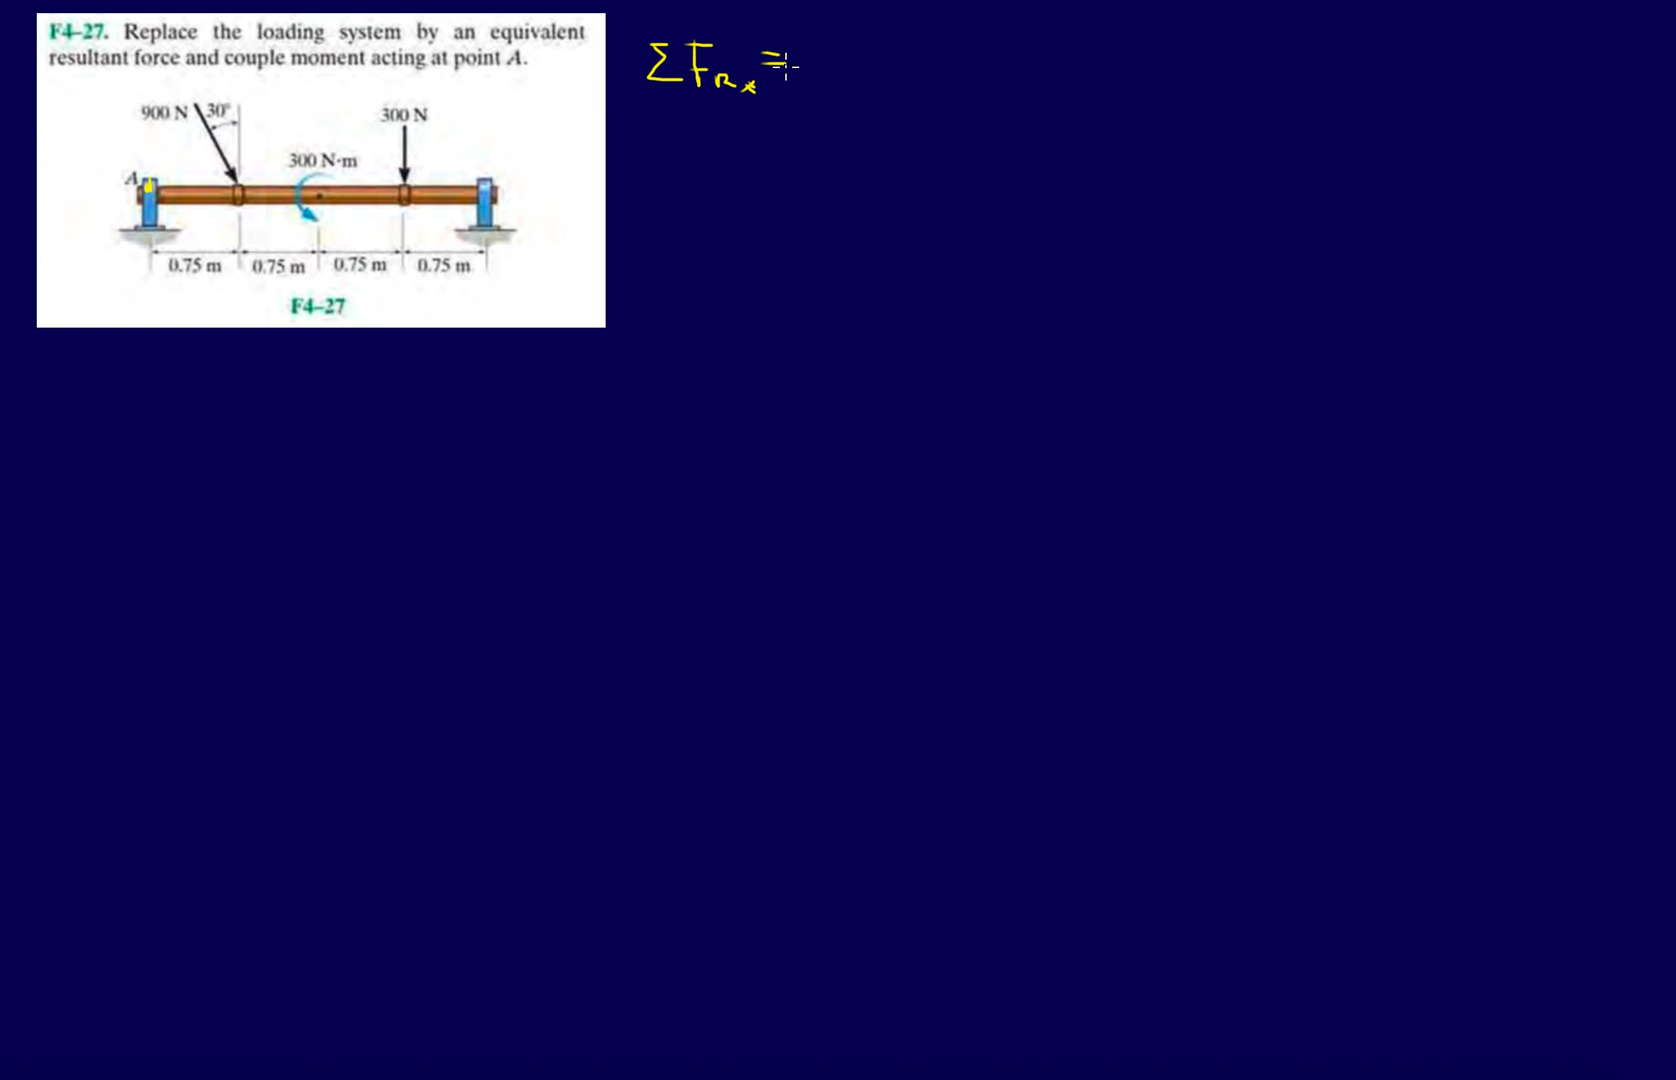 F4–27. Replace the loading system by an equivalent
resultant force and couple moment acting at point A.
900 N 30° 300 N
300 N·m
A
0.75 m 0.75 m 0.75 m 0.75 m
F4–27
ΣF_Rx =